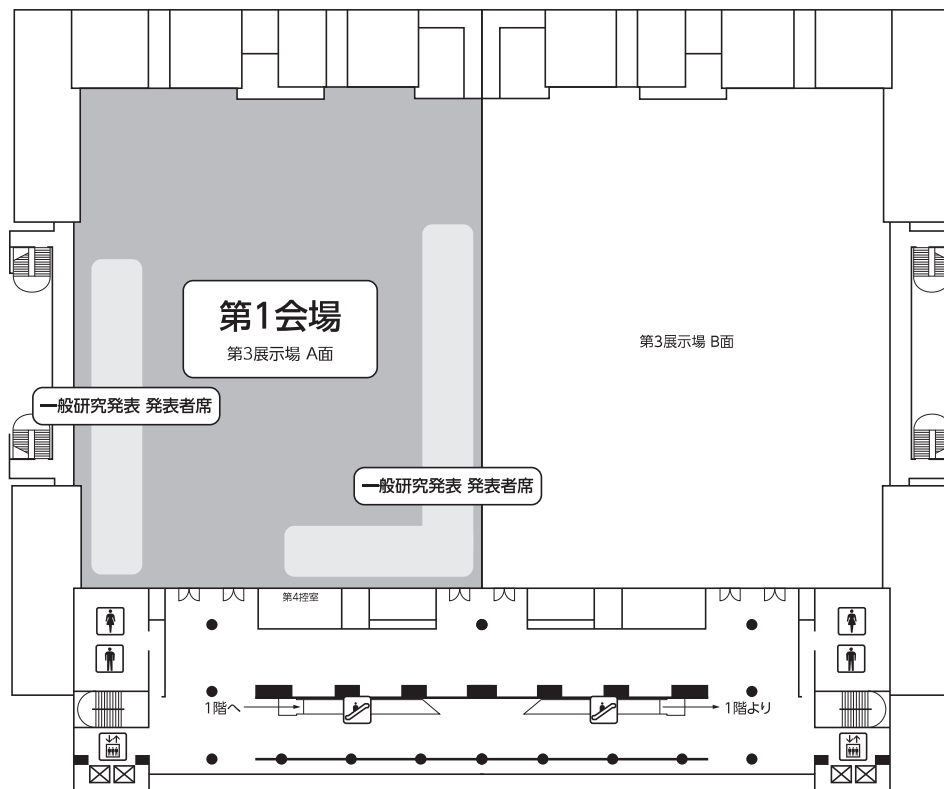 第1会場
第3展示場 A面
第3展示場 B面
一般研究発表 発表者席
一般研究発表 発表者席
第4控室
1階へ
1階より